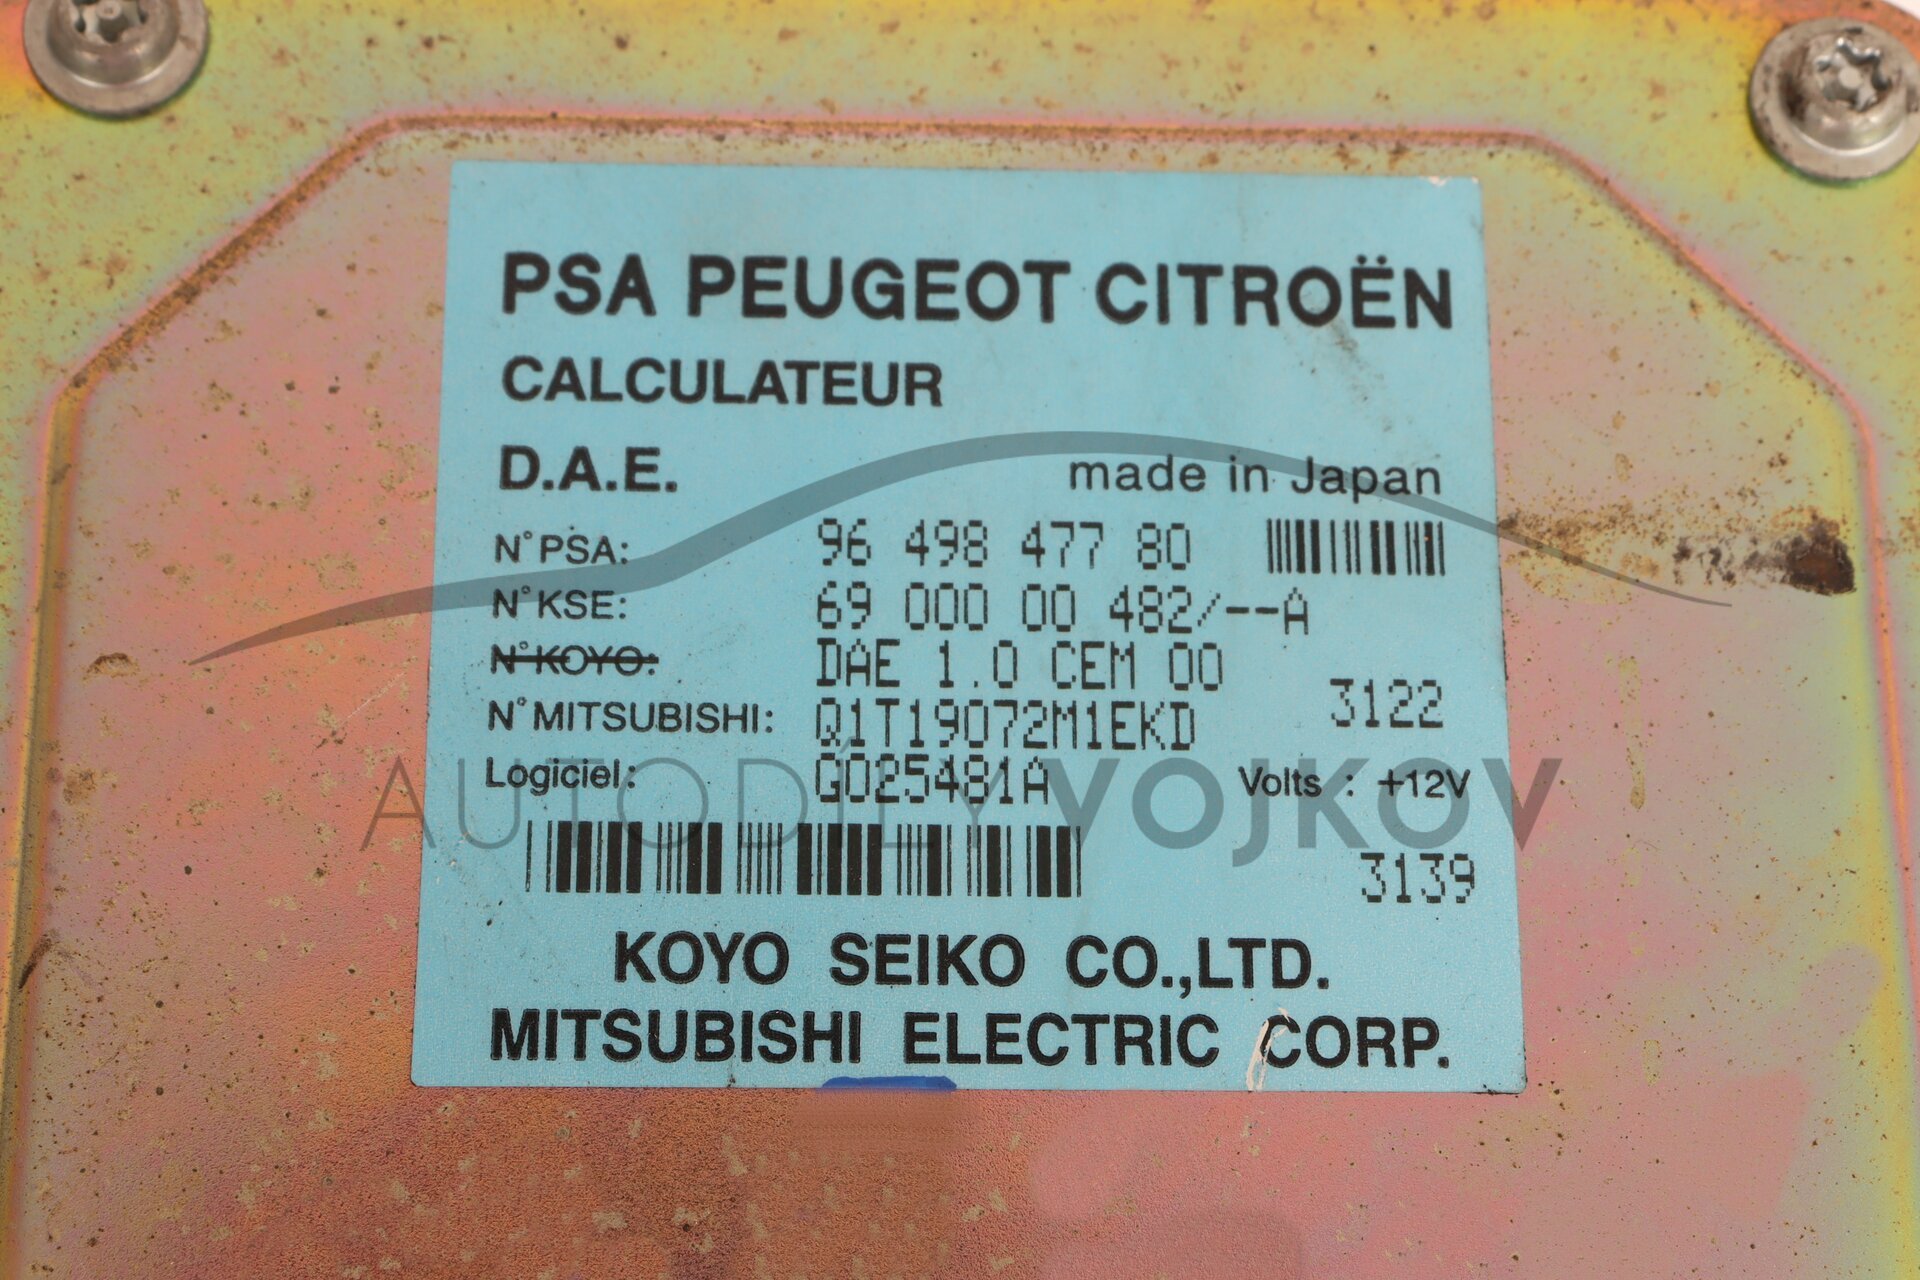 PSA PEUGEOT CITROËN
CALCULATEUR
D.A.E. made in Japan
N°PSA: 96 498 477 80
N°KSE: 69 000 00 482/--A
N°KOYO: DAE 1.0 CEM 00
3122
N°MITSUBISHI: Q1T19072M1EKD
Logiciel: G025481A Volts : +12V
AUTODÍLY VOJKOV
3139
KOYO SEIKO CO.,LTD.
MITSUBISHI ELECTRIC CORP.